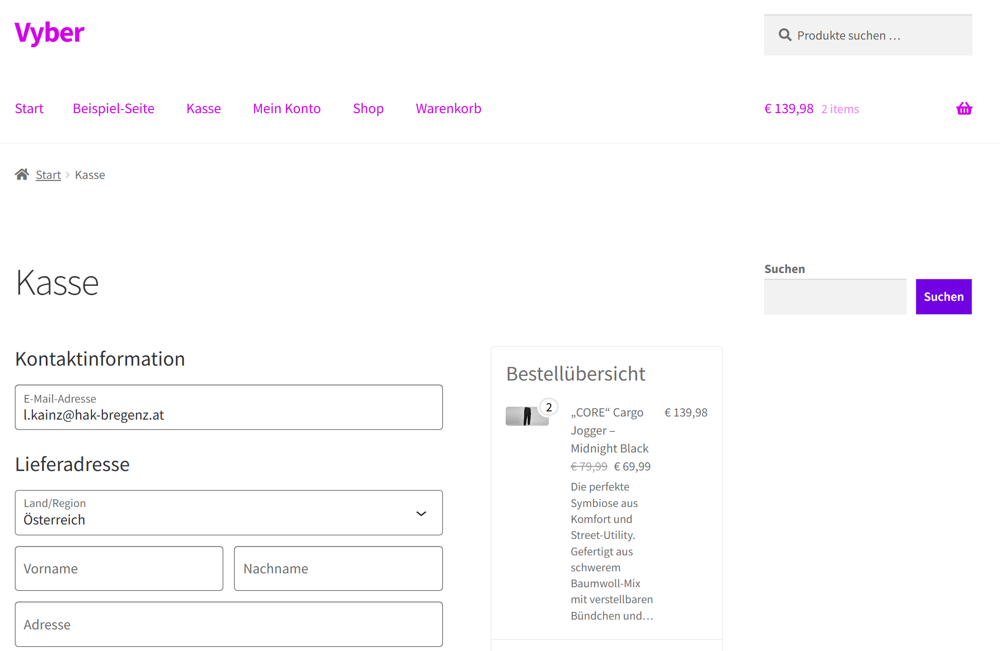 Vyber
Produkte suchen …
Start Beispiel-Seite Kasse Mein Konto Shop Warenkorb
€ 139,98 2 items
Start Kasse
Kasse
Suchen
Suchen
Kontaktinformation
E-Mail-Adresse
l.kainz@hak-bregenz.at
Lieferadresse
Land/Region
Österreich
Vorname
Nachname
Adresse
Bestellübersicht
2
„CORE“ Cargo
Jogger –
Midnight Black
€ 139,98
€ 79,99 € 69,99
Die perfekte
Symbiose aus
Komfort und
Street-Utility.
Gefertigt aus
schwerem
Baumwoll-Mix
mit verstellbaren
Bündchen und…